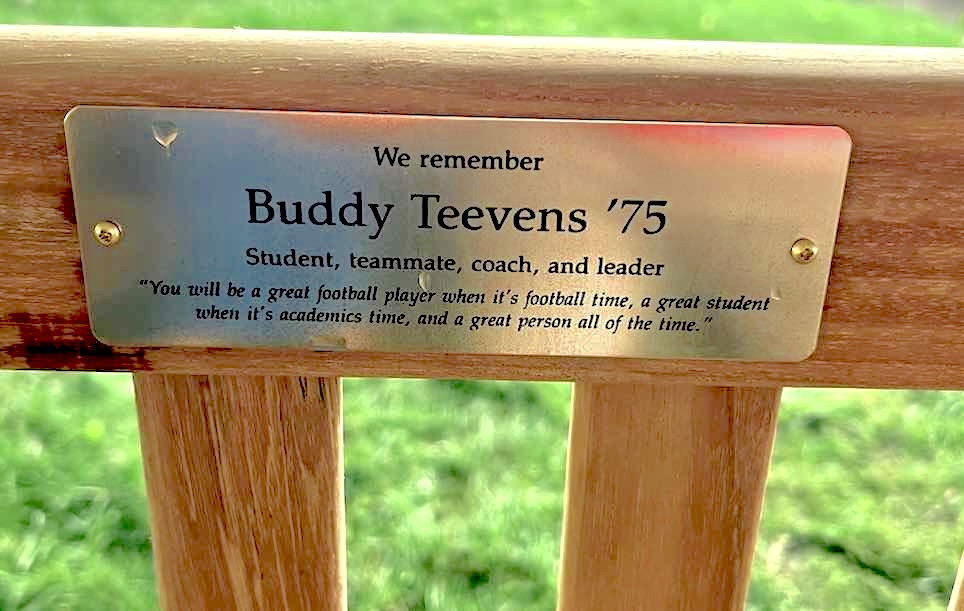 We remember
Buddy Teevens ’75
Student, teammate, coach, and leader
“You will be a great football player when it’s football time, a great student
when it’s academics time, and a great person all of the time.”